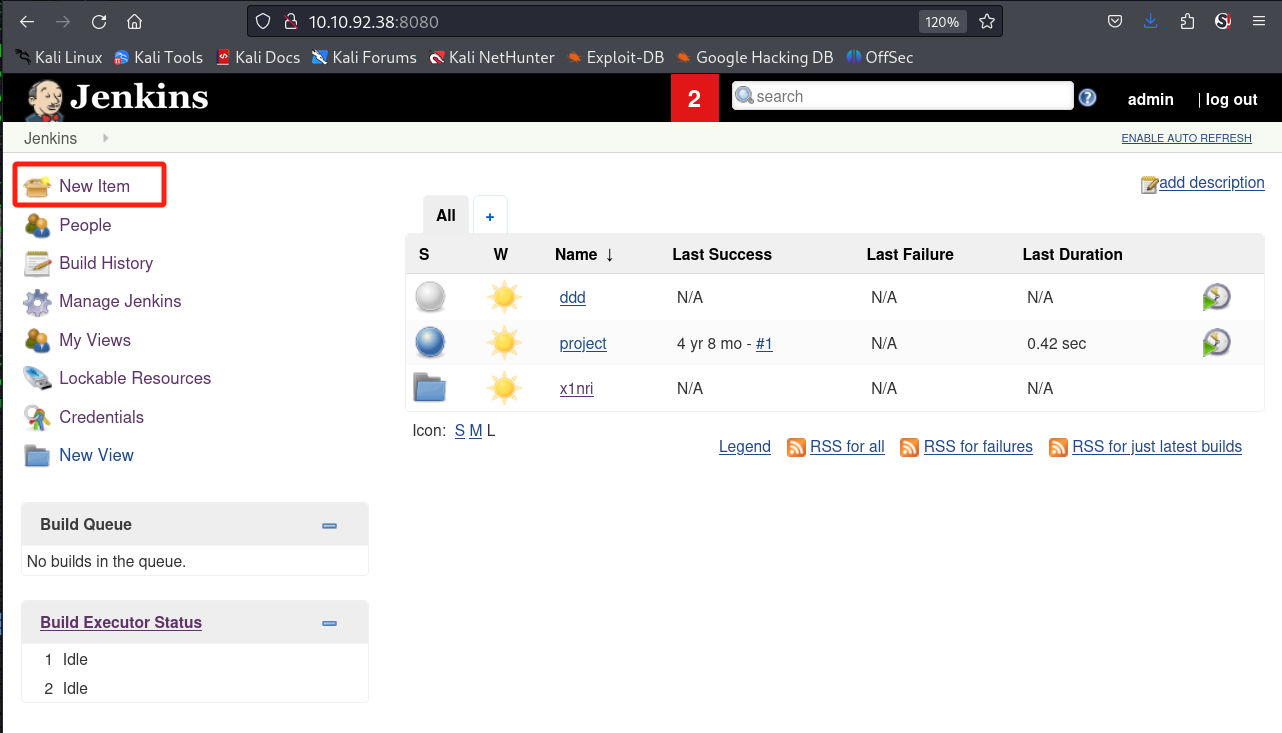 10.10.92.38:8080 120%
Kali Linux Kali Tools Kali Docs Kali Forums Kali NetHunter Exploit-DB Google Hacking DB OffSec
Jenkins 2 search admin | log out
Jenkins ENABLE AUTO REFRESH
New Item
People
Build History
Manage Jenkins
My Views
Lockable Resources
Credentials
New View
Build Queue
No builds in the queue.
Build Executor Status
1 Idle
2 Idle
add description
All +
S W Name ↓ Last Success Last Failure Last Duration
ddd N/A N/A N/A
project 4 yr 8 mo - #1 N/A 0.42 sec
x1nri N/A N/A N/A
Icon: S M L
Legend RSS for all RSS for failures RSS for just latest builds